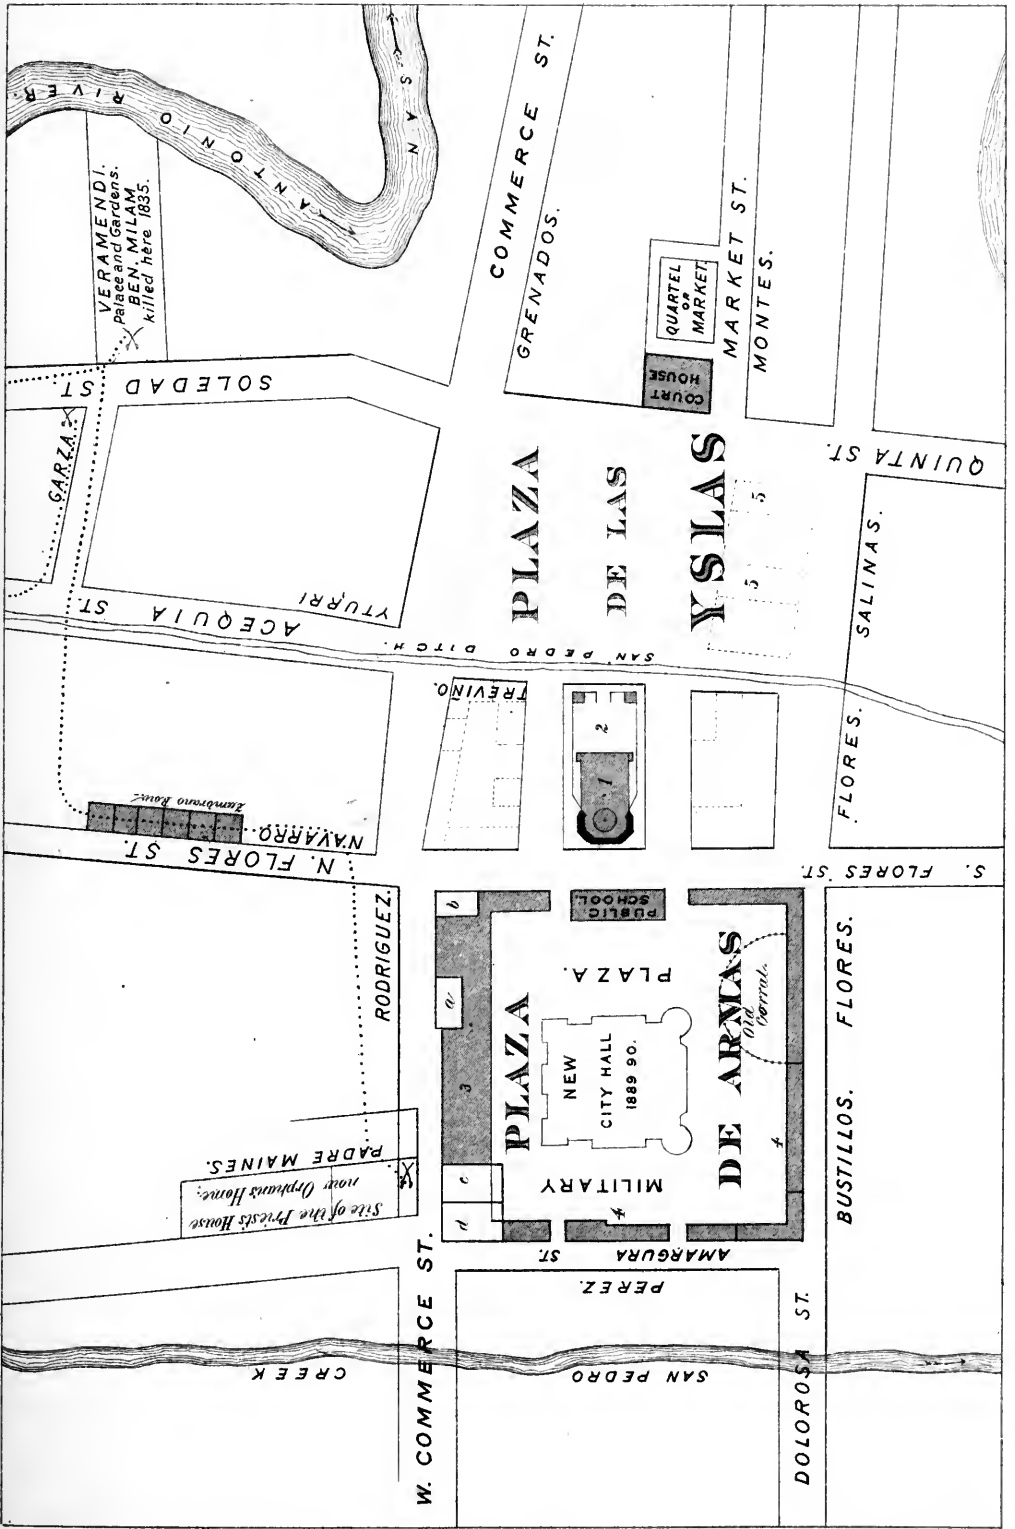 SAN
ANTONIO
RIVER.
VERAMENDI.
Palace and Gardens.
BEN. MILAM
killed here 1835.
COMMERCE ST.
GRENADOS.
MARKET ST.
MONTES.
QUARTEL
OR
MARKET
COURT
HOUSE
SOLEDAD ST.
GARZA
QUINTA ST.
PLAZA
DE LAS
YSLAS
5
5
SALINAS.
ACEQUIA ST.
YTURRI
SAN PEDRO DITCH.
TREVIÑO.
2
1
FLORES.
Zambrano Row
NAVARRO.
N. FLORES ST.
S. FLORES ST.
RODRIGUEZ.
b
a
3
c
d
PUBLIC
SCHOOL.
PLAZA.
PLAZA
DE ARMAS
Old
Corral.
NEW
CITY HALL
1889 90.
MILITARY
4
4
FLORES.
BUSTILLOS.
PADRE MAINES.
Site of the Priest's House
now Orphan's Home.
AMARGURA ST.
PEREZ.
W. COMMERCE ST.
DOLOROSA ST.
SAN PEDRO
CREEK